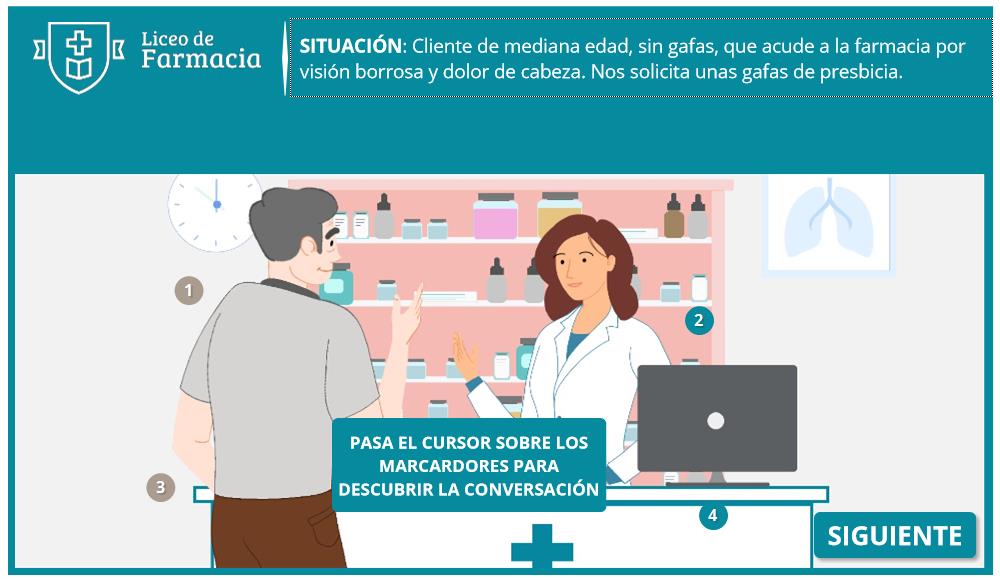 Liceo de
Farmacia
SITUACIÓN: Cliente de mediana edad, sin gafas, que acude a la farmacia por
visión borrosa y dolor de cabeza. Nos solicita unas gafas de presbicia.
1
2
PASA EL CURSOR SOBRE LOS
MARCARDORES PARA
DESCUBRIR LA CONVERSACIÓN
3
4
SIGUIENTE